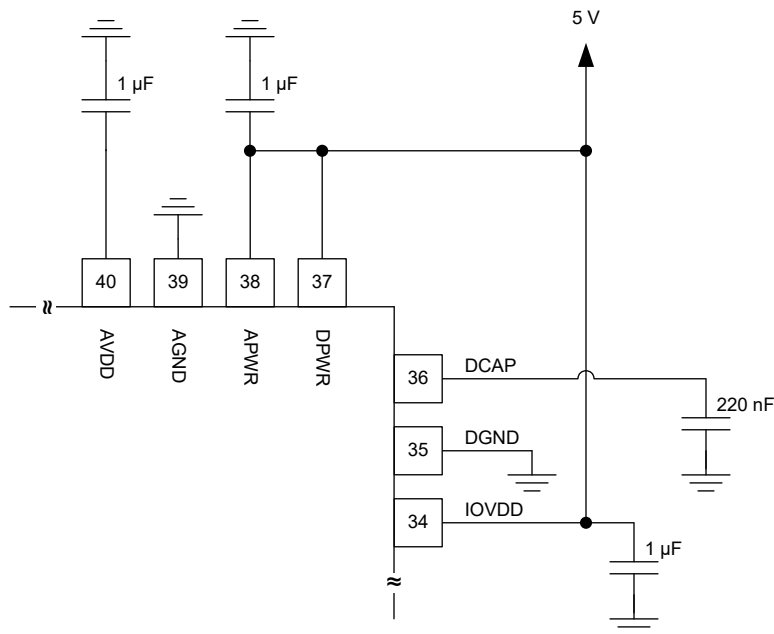 5 V
1 µF
1 µF
40
39
38
37
AVDD
AGND
APWR
DPWR
36
DCAP
220 nF
35
DGND
34
IOVDD
1 µF